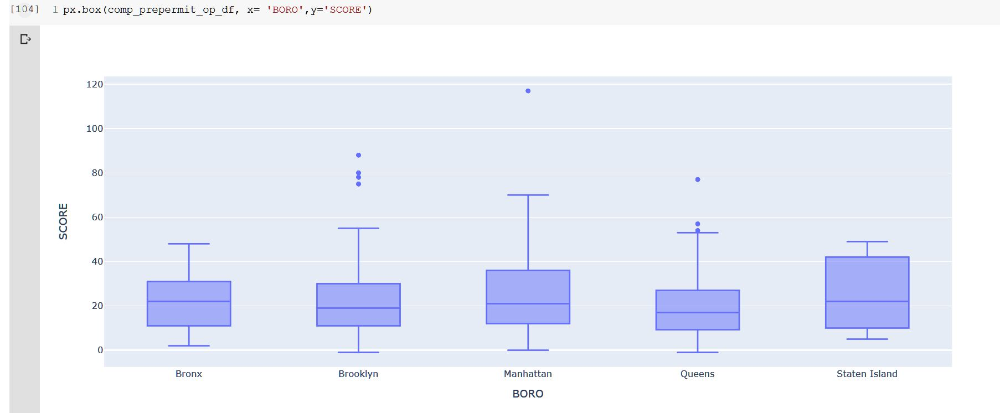 [104] 1 px.box(comp_prepermit_op_df, x= 'BORO',y='SCORE')
120
100
80
60
40
20
0
SCORE
Bronx Brooklyn Manhattan Queens Staten Island
BORO